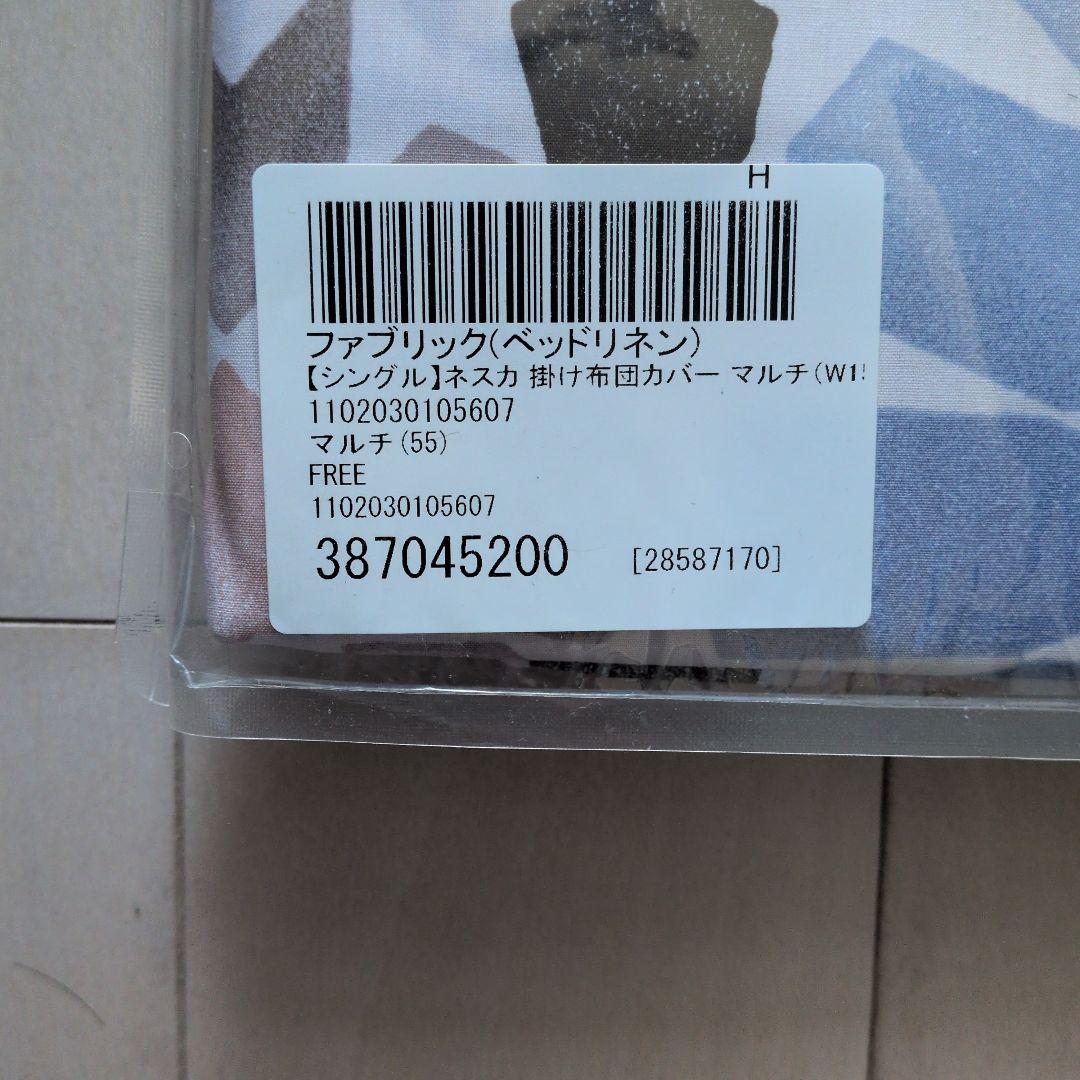 H
ファブリック(ベッドリネン)
【シングル】ネスカ 掛け布団カバー マルチ(W15
1102030105607
マルチ(55)
FREE
1102030105607
387045200 [28587170]